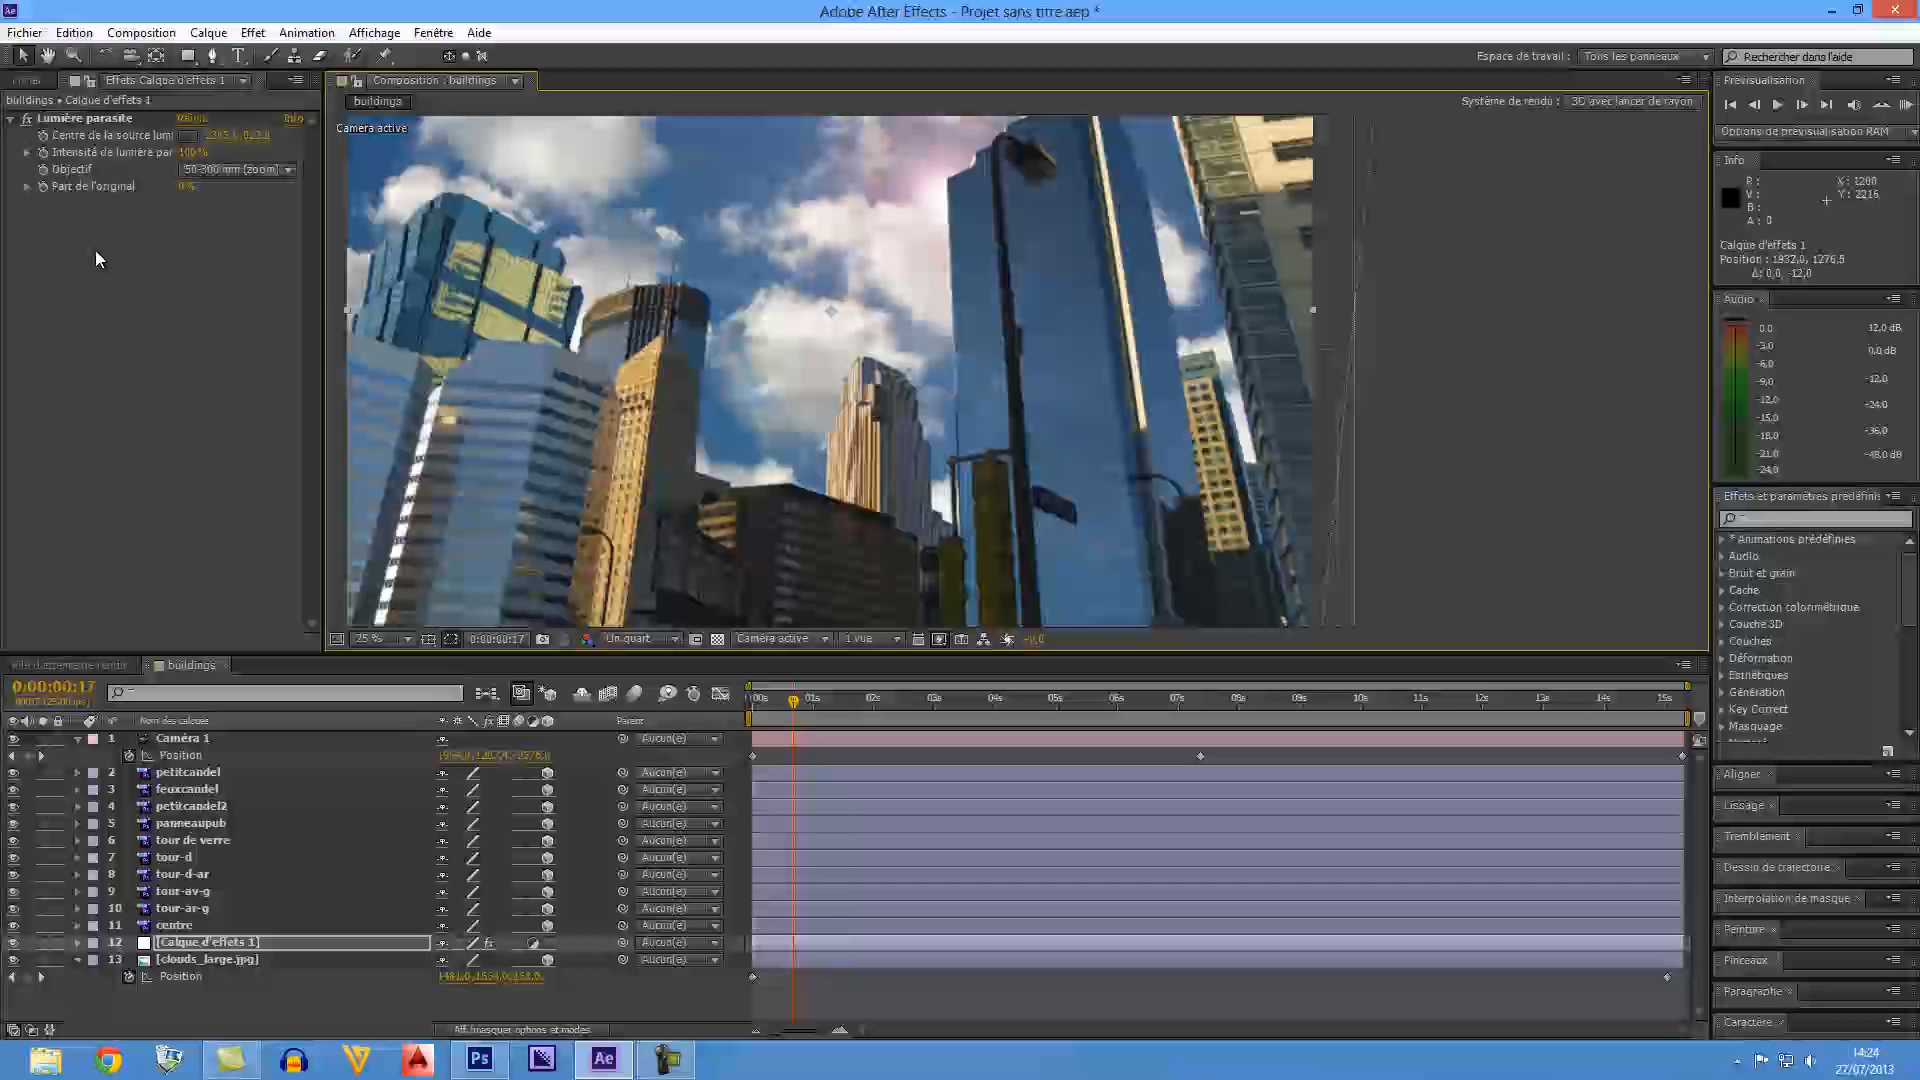 Adobe After Effects - Projet sans titre.aep *
Fichier Edition Composition Calque Effet Animation Affichage Fenêtre Aide
Espace de travail : Tous les panneaux
Rechercher dans l'aide
Effets Calque d'effets 1
buildings • Calque d'effets 1
Lumière parasite Réinit. Info
Centre de la source lumi
Intensité de lumière par 100 %
Objectif 50-300 mm [zoom]
Part de l'original 0 %
Composition : buildings
buildings
Système de rendu : 3D avec lancer de rayon
Caméra active
25 % 0:00:00:17 Un quart Caméra active 1 vue +0,0
Prévisualisation
Options de prévisualisation RAM
Info
R :
V :
B :
A : 0
X : 1200
Y : 2216
Calque d'effets 1
Position : 1932,0, 1276,5
Δ: 0,0, -12,0
Audio
0.0
-3,0
-6,0
-9,0
-12,0
-15,0
-18,0
-21,0
-24,0
12,0 dB
0,0 dB
-12,0
-24,0
-36,0
-48,0 dB
Effets et paramètres prédéfinis
* Animations prédéfinies
Audio
Bruit et grain
Cache
Correction colorimétrique
Couche 3D
Couches
Déformation
Esthétiques
Génération
Key Correct
Masquage
Aligner
Lissage
Tremblement
Dessin de trajectoire
Interpolation de masque
Peinture
Pinceaux
Paragraphe
Caractère
buildings
0:00:00:17
:00s 01s 02s 03s 04s 05s 06s 07s 08s 09s 10s 11s 12s 13s 14s 15s
N° Nom des calques Parent
1 Caméra 1 Aucun(e)
Position
2 petitcandel Aucun(e)
3 feuxcandel Aucun(e)
4 petitcandel2 Aucun(e)
5 panneaupub Aucun(e)
6 tour de verre Aucun(e)
7 tour-d Aucun(e)
8 tour-d-ar Aucun(e)
9 tour-av-g Aucun(e)
10 tour-ar-g Aucun(e)
11 centre Aucun(e)
12 [Calque d'effets 1] Aucun(e)
13 [clouds_large.jpg] Aucun(e)
Position 481,0, 1554,0, 158,0
Aff./masquer options et modes
14:24
27/07/2013